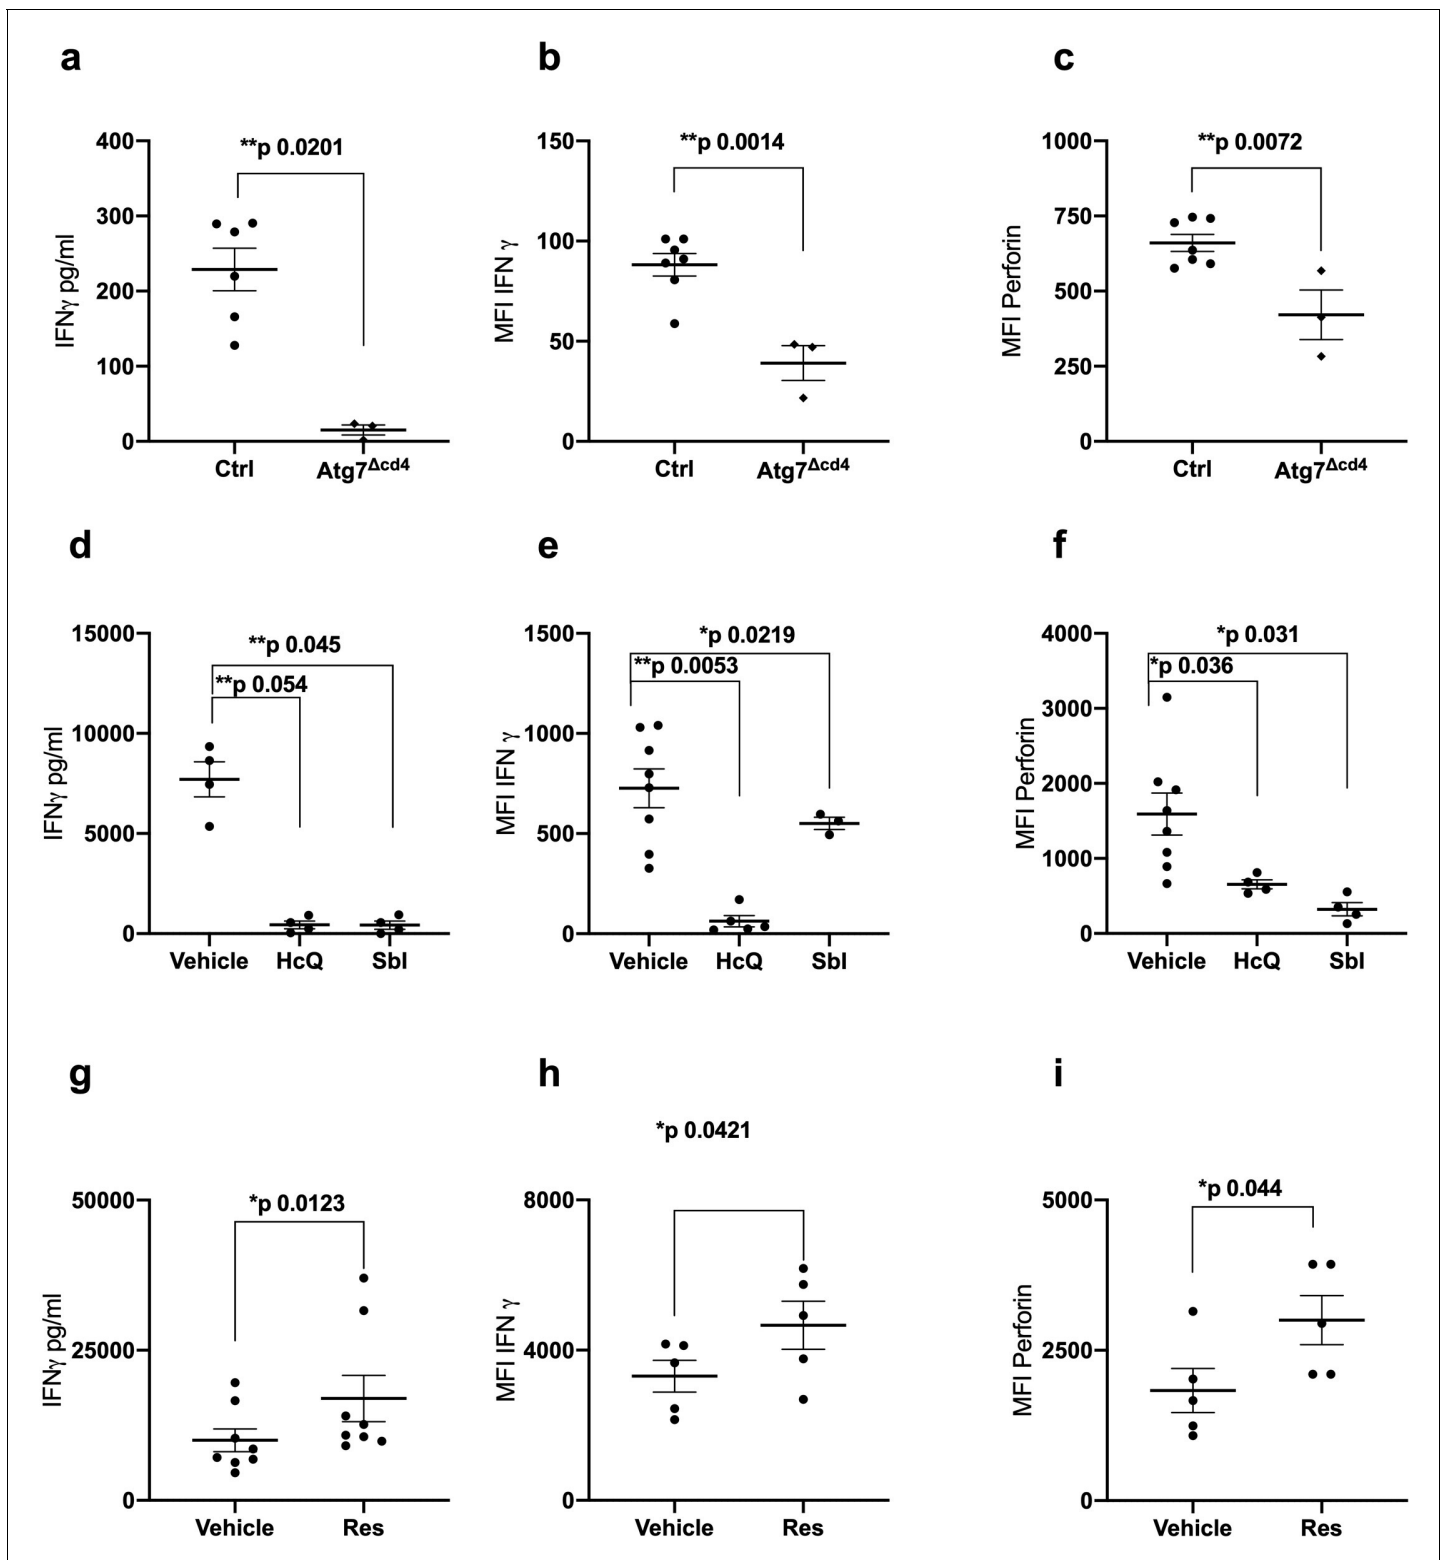 a
b
c
**p 0.0201
**p 0.0014
**p 0.0072
400
300
200
100
0
IFNγ pg/ml
Ctrl
Atg7Δcd4
150
100
50
0
MFI IFN γ
Ctrl
Atg7Δcd4
1000
750
500
250
0
MFI Perforin
Ctrl
Atg7Δcd4
d
e
f
**p 0.045
**p 0.054
15000
10000
5000
0
IFNγ pg/ml
Vehicle
HcQ
SbI
*p 0.0219
**p 0.0053
1500
1000
500
0
MFI IFN γ
Vehicle
HcQ
SbI
*p 0.031
*p 0.036
4000
3000
2000
1000
0
MFI Perforin
Vehicle
HcQ
SbI
g
h
i
*p 0.0123
50000
25000
0
IFNγ pg/ml
Vehicle
Res
*p 0.0421
8000
4000
0
MFI IFN γ
Vehicle
Res
*p 0.044
5000
2500
0
MFI Perforin
Vehicle
Res